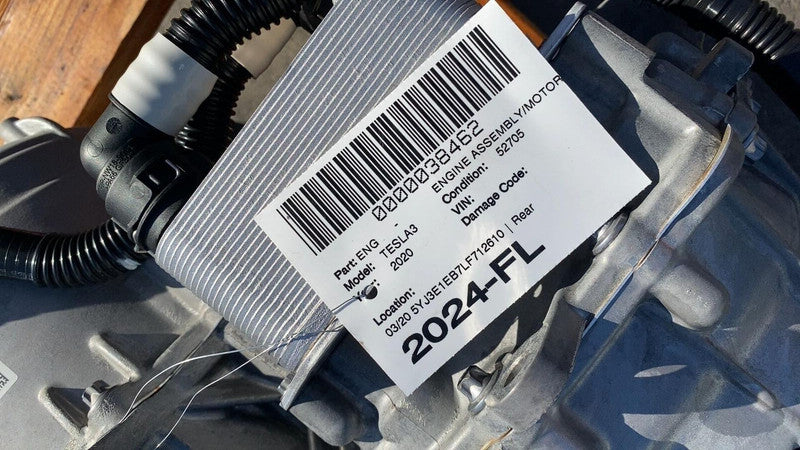 0000038462
ENGINE ASSEMBLY/MOTOR
Part: ENG -
Condition: 52705
Model: TESLA3
VIN:
2020
Damage Code:
Location:
03/20 5YJ3E1EB7LF712610 | Rear
2024-FL